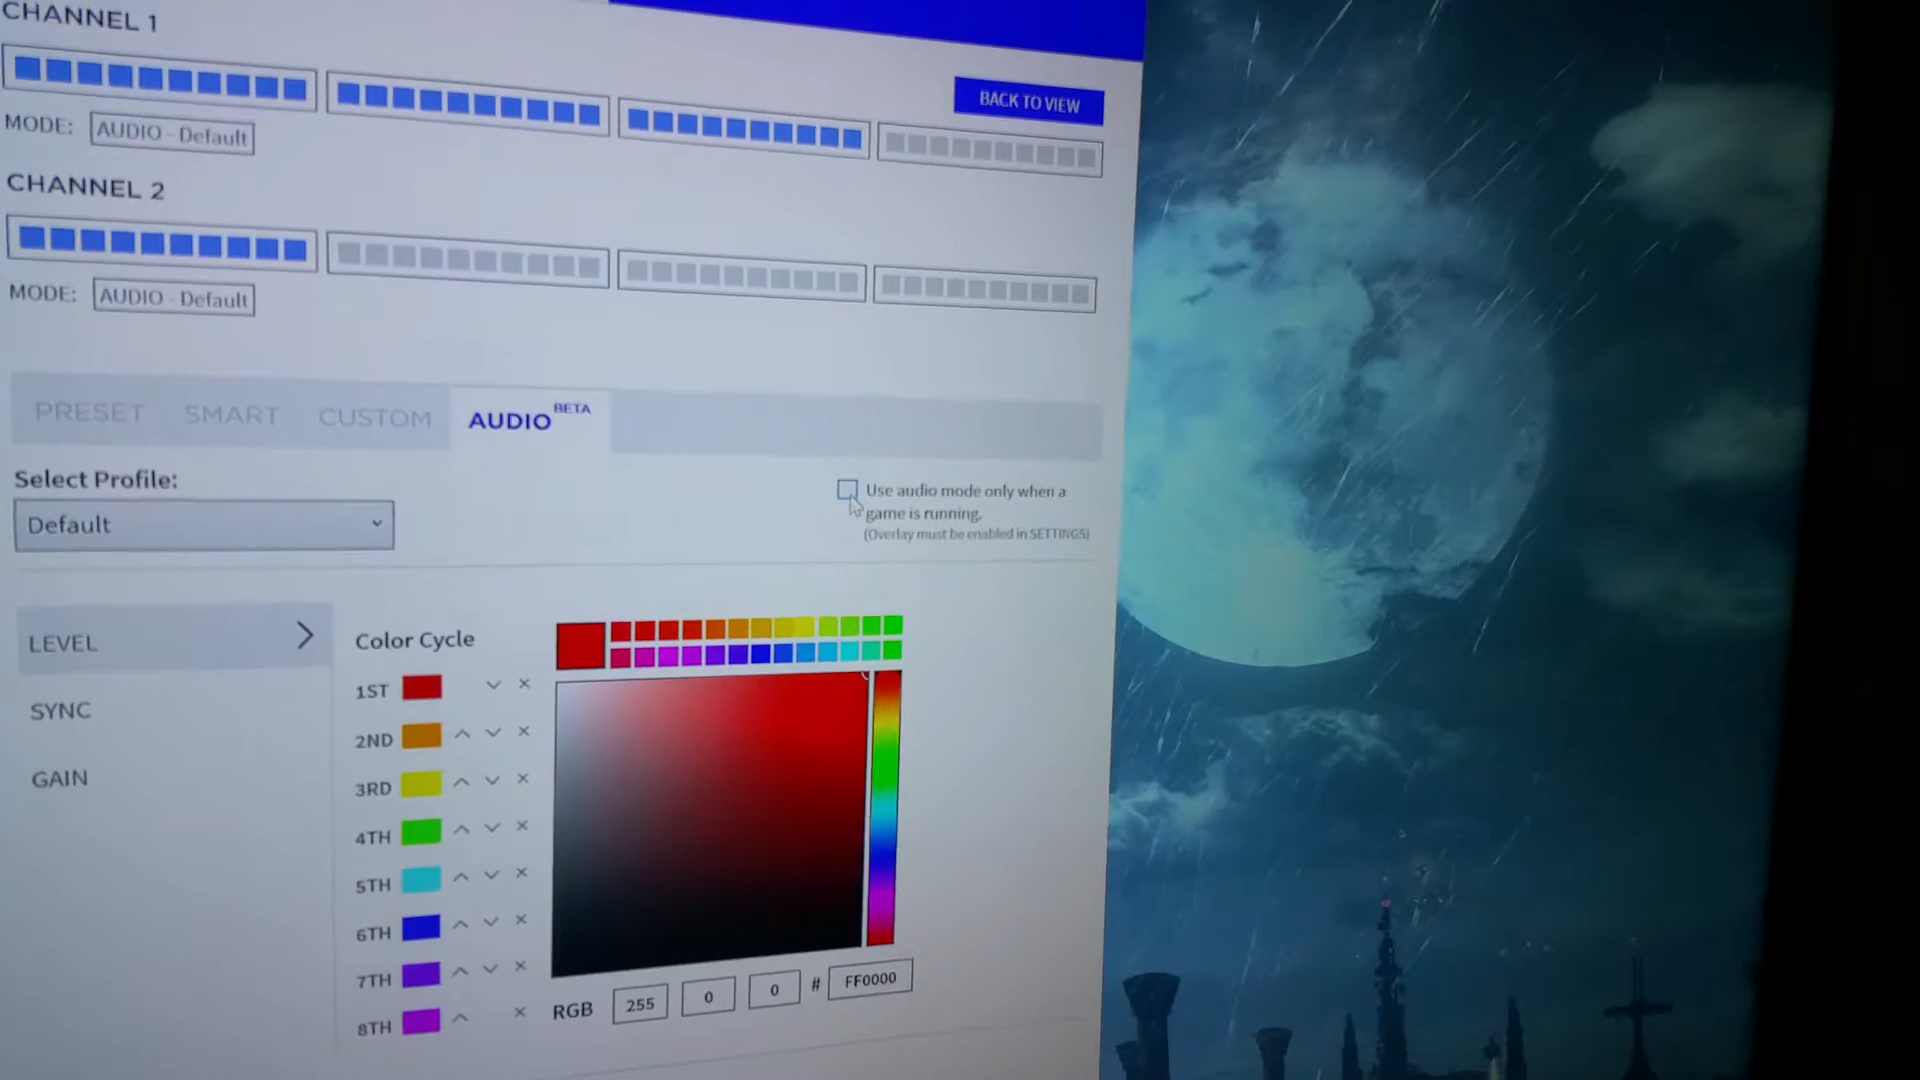 CHANNEL 1
BACK TO VIEW
MODE: AUDIO - Default
CHANNEL 2
MODE: AUDIO - Default
PRESET SMART CUSTOM AUDIO BETA
Select Profile:
Default
Use audio mode only when a
game is running.
(Overlay must be enabled in SETTINGS)
LEVEL
SYNC
GAIN
Color Cycle
1ST
2ND
3RD
4TH
5TH
6TH
7TH
8TH
RGB 255 0 0 # FF0000